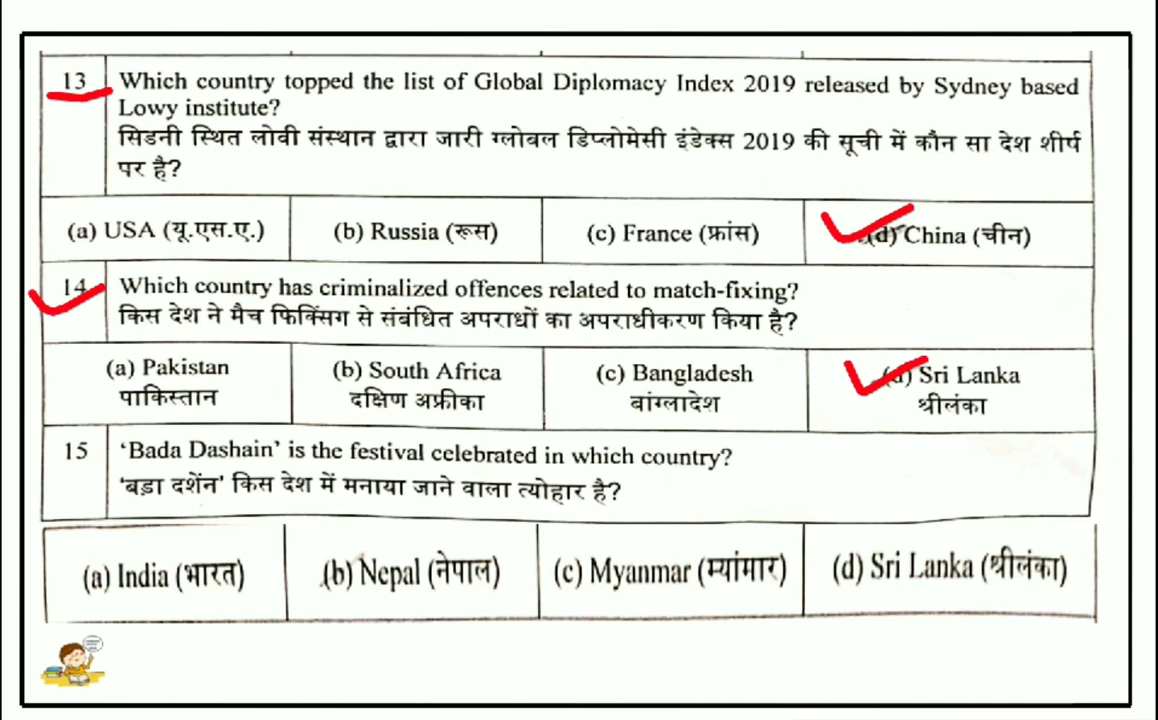 13 Which country topped the list of Global Diplomacy Index 2019 released by Sydney based
Lowy institute?
सिडनी स्थित लोवी संस्थान द्वारा जारी ग्लोबल डिप्लोमेसी इंडेक्स 2019 की सूची में कौन सा देश शीर्ष
पर है?
(a) USA (यू.एस.ए.) (b) Russia (रूस) (c) France (फ्रांस) (d) China (चीन)
14 Which country has criminalized offences related to match-fixing?
किस देश ने मैच फिक्सिंग से संबंधित अपराधों का अपराधीकरण किया है?
(a) Pakistan (b) South Africa (c) Bangladesh (d) Sri Lanka
पाकिस्तान दक्षिण अफ्रीका बांग्लादेश श्रीलंका
15 ‘Bada Dashain’ is the festival celebrated in which country?
‘बड़ा दशेंन’ किस देश में मनाया जाने वाला त्योहार है?
(a) India (भारत) (b) Nepal (नेपाल) (c) Myanmar (म्यांमार) (d) Sri Lanka (श्रीलंका)